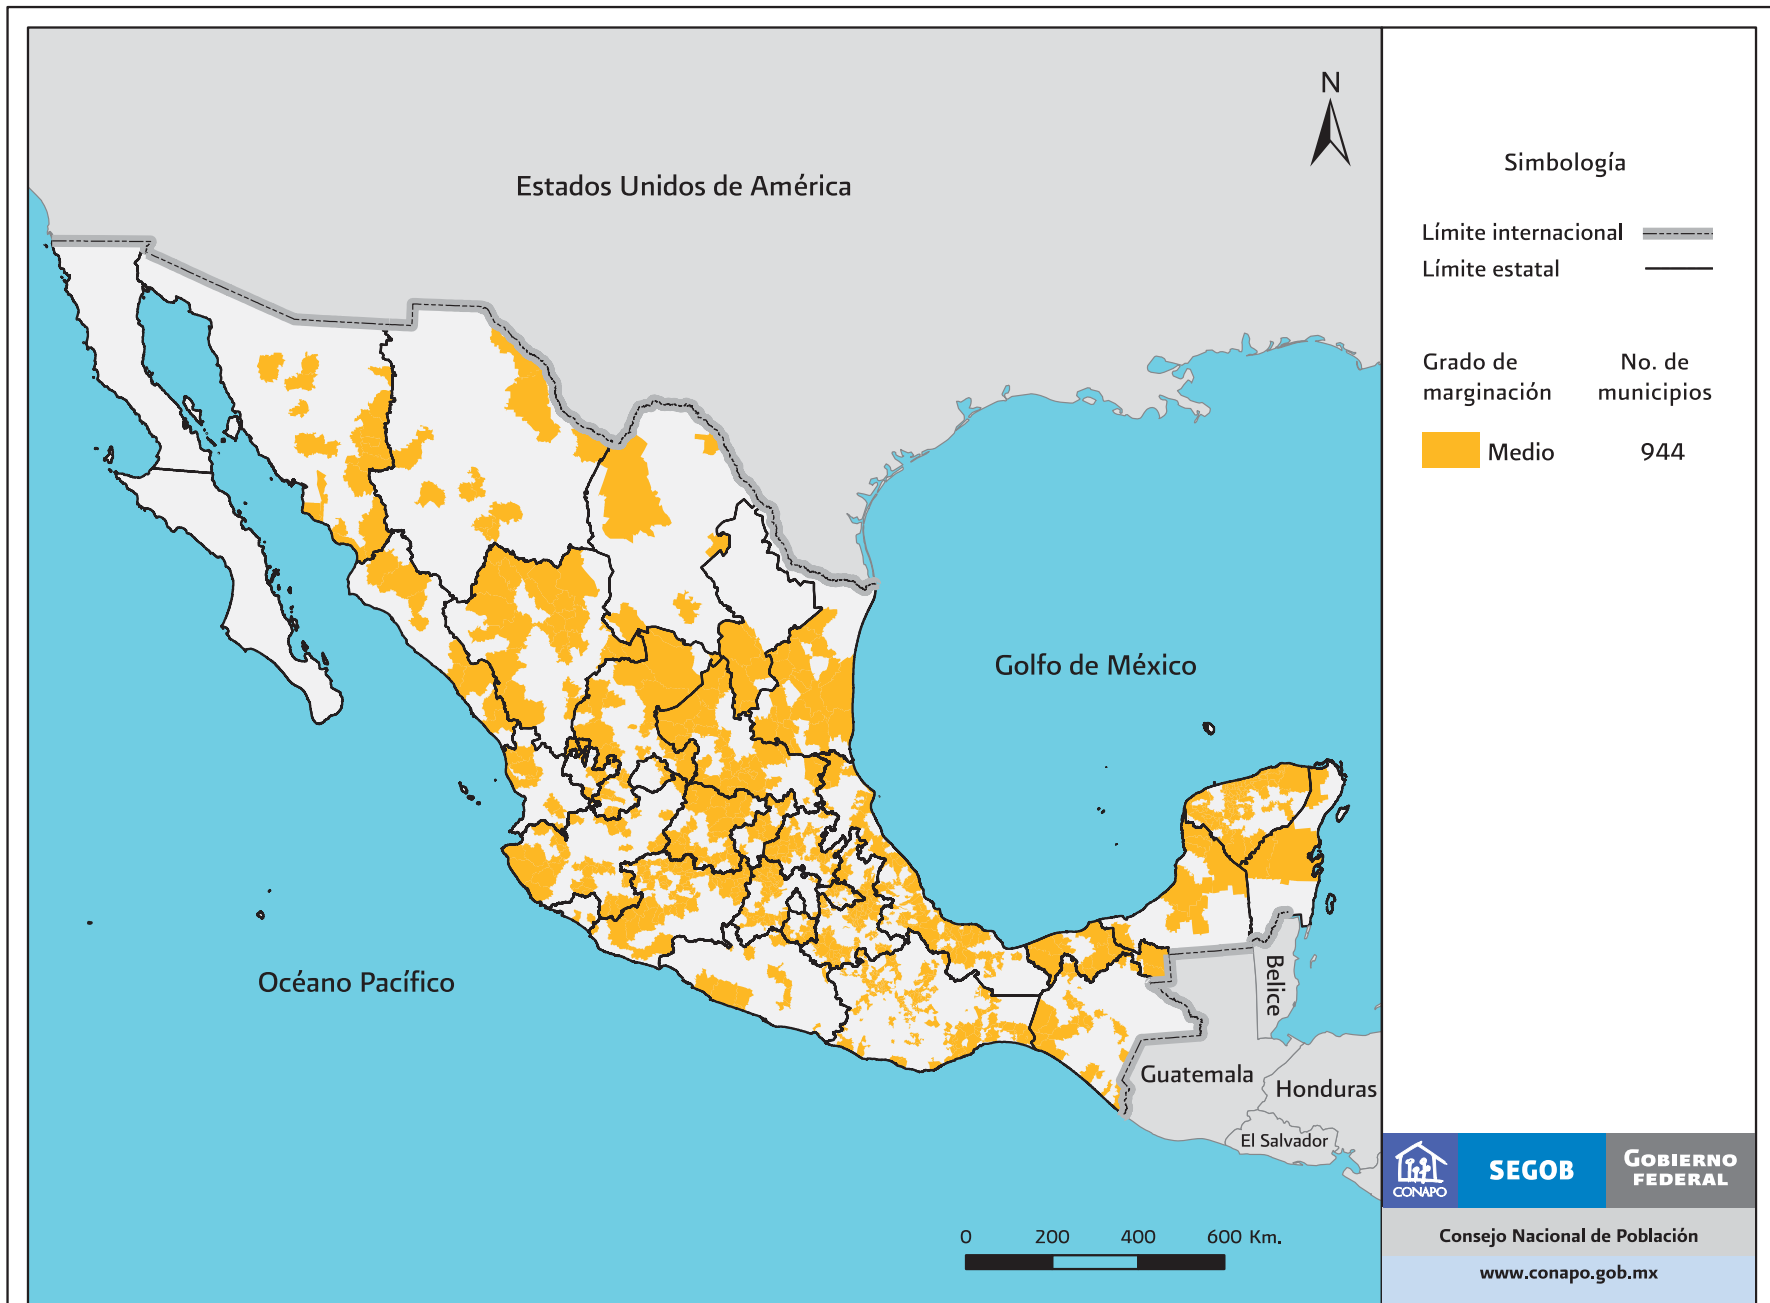 N
Estados Unidos de América
Golfo de México
Océano Pacífico
Belice
Guatemala
Honduras
El Salvador
0 200 400 600 Km.
Simbología
Límite internacional
Límite estatal
Grado de No. de
marginación municipios
Medio 944
CONAPO
SEGOB
GOBIERNO
FEDERAL
Consejo Nacional de Población
www.conapo.gob.mx